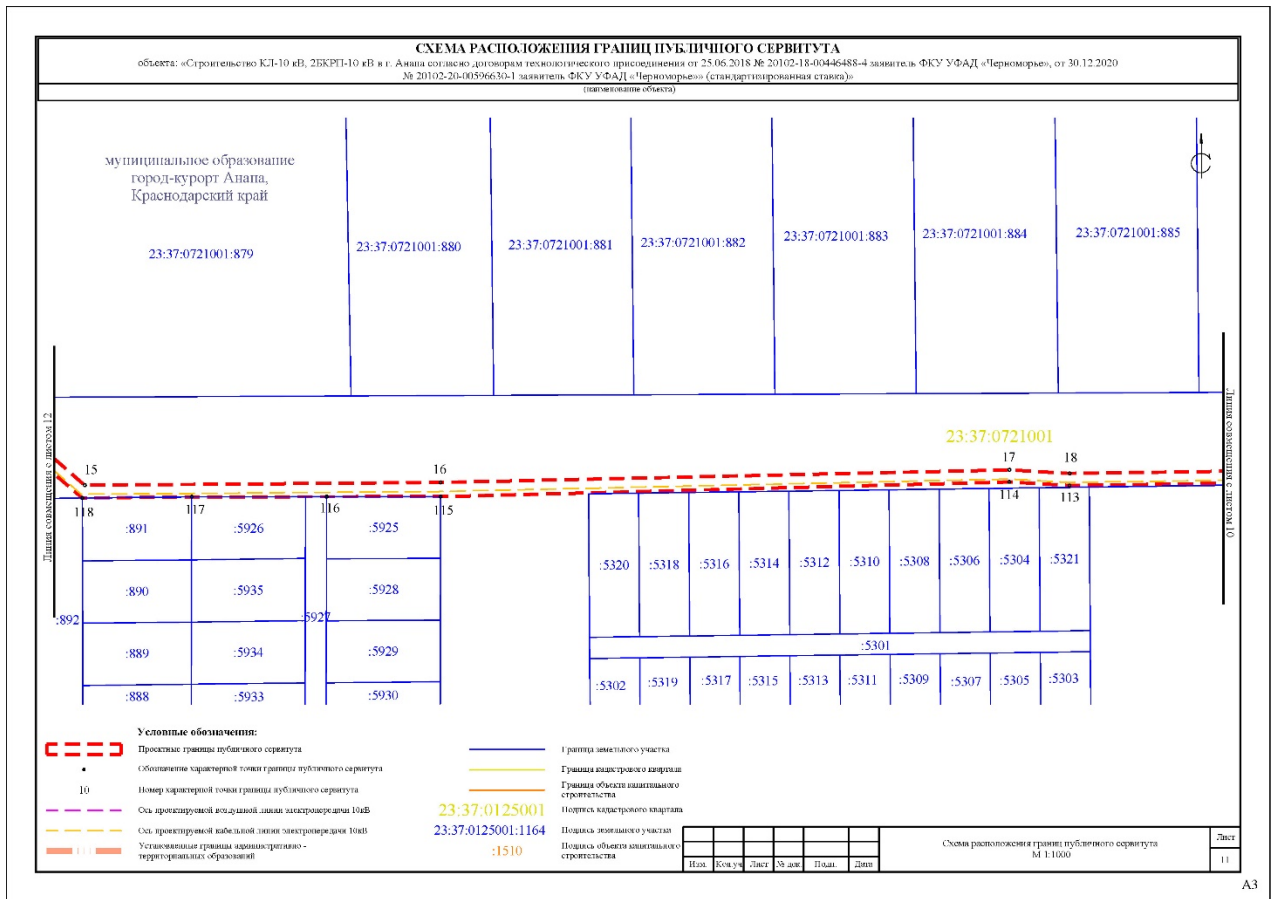 СХЕМА РАСПОЛОЖЕНИЯ ГРАНИЦ ПУБЛИЧНОГО СЕРВИТУТА
объекта: «Строительство КЛ-10 кВ, 2БКРП-10 кВ в г. Анапа согласно договорам технологического присоединения от 25.06.2018 № 20102-18-00446488-4 заявитель ФКУ УФАД «Черноморье», от 30.12.2020
№ 20102-20-00596630-1 заявитель ФКУ УФАД «Черноморье»» (стандартизированная ставка)»
(наименование объекта)
муниципальное образование
город-курорт Анапа,
Краснодарский край
23:37:0721001:879
23:37:0721001:880
23:37:0721001:881
23:37:0721001:882
23:37:0721001:883
23:37:0721001:884
23:37:0721001:885
Линия совмещения с листом 12
Линия совмещения с листом 10
23:37:0721001
15
16
17
18
118
117
116
115
114
113
:891
:5926
:5925
:890
:5935
:5928
:892
:5927
:889
:5934
:5929
:888
:5933
:5930
:5320
:5318
:5316
:5314
:5312
:5310
:5308
:5306
:5304
:5321
:5301
:5302
:5319
:5317
:5315
:5313
:5311
:5309
:5307
:5305
:5303
Условные обозначения:
Проектные границы публичного сервитута
Обозначение характерной точки границы публичного сервитута
10
Номер характерной точки границы публичного сервитута
Ось проектируемой воздушной линии электропередачи 10кВ
Ось проектируемой кабельной линии электропередачи 10кВ
Установленные границы административно -
территориальных образований
Граница земельного участка
Граница кадастрового квартала
Граница объекта капитального
строительства
23:37:0125001
Подпись кадастрового квартала
23:37:0125001:1164
Подпись земельного участка
:1510
Подпись объекта капитального
строительства
Изм.
Кол.уч
Лист
№ док
Подп.
Дата
Схема расположения границ публичного сервитута
М 1:1000
Лист
11
А3